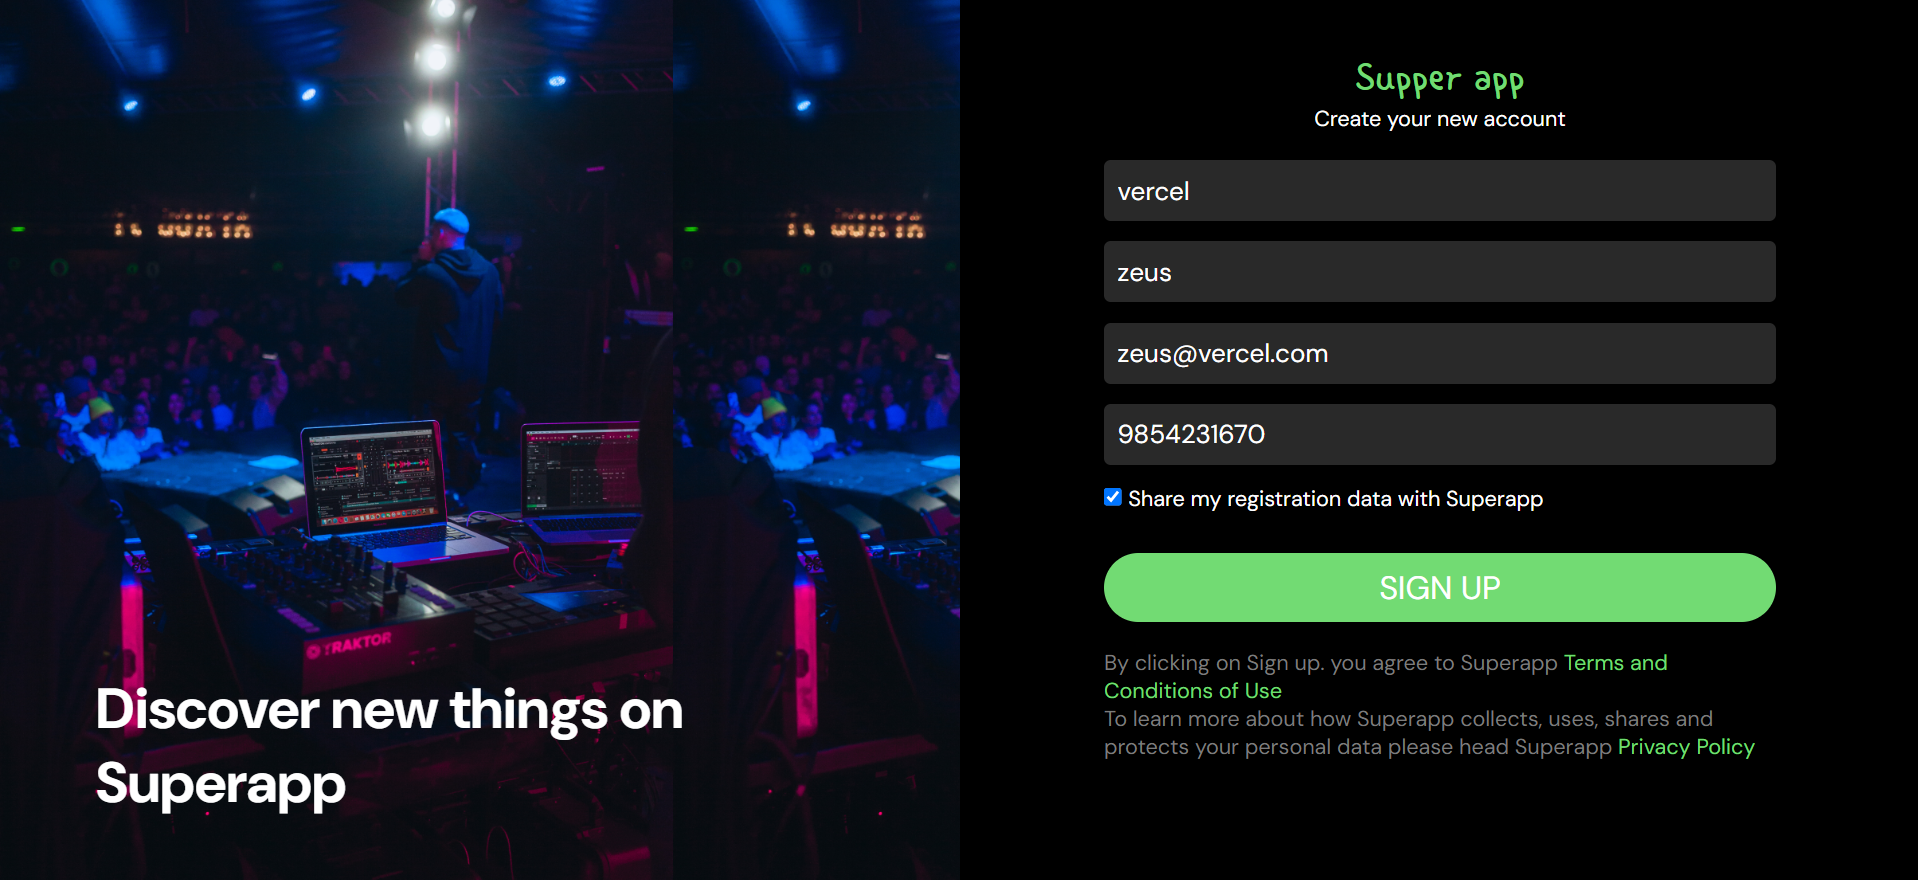 Discover new things on
Superapp
TRAKTOR
Supper app
Create your new account
vercel
zeus
zeus@vercel.com
9854231670
Share my registration data with Superapp
SIGN UP
By clicking on Sign up. you agree to Superapp Terms and
Conditions of Use
To learn more about how Superapp collects, uses, shares and
protects your personal data please head Superapp Privacy Policy